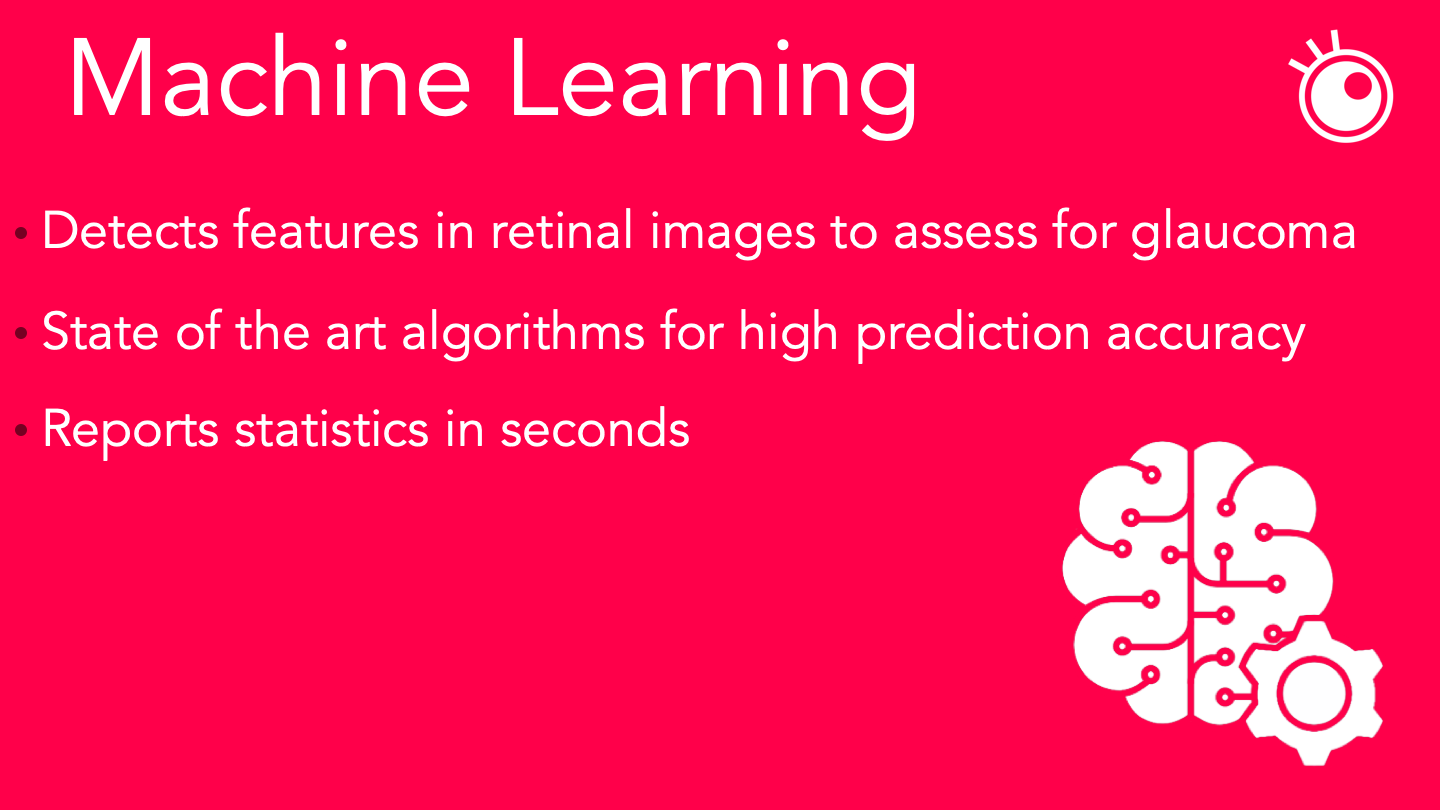 Machine Learning
• Detects features in retinal images to assess for glaucoma
• State of the art algorithms for high prediction accuracy
• Reports statistics in seconds